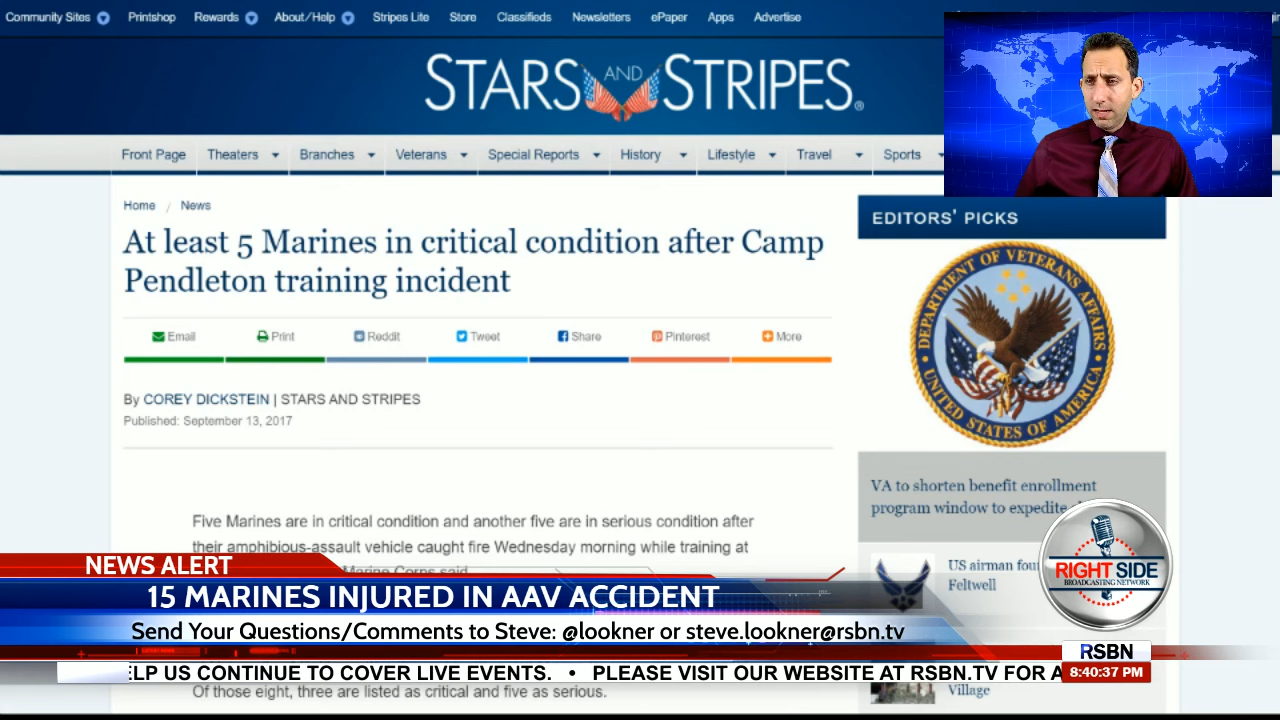 Community Sites Printshop Rewards About/Help Stripes Lite Store Classifieds Newsletters ePaper Apps Advertise
STARS AND STRIPES®
Front Page Theaters Branches Veterans Special Reports History Lifestyle Travel Sports
Home / News
At least 5 Marines in critical condition after Camp
Pendleton training incident
Email Print Reddit Tweet Share Pinterest More
By COREY DICKSTEIN | STARS AND STRIPES
Published: September 13, 2017
Five Marines are in critical condition and another five are in serious condition after
their amphibious-assault vehicle caught fire Wednesday morning while training at
Marine Corps said
Of those eight, three are listed as critical and five as serious.
EDITORS' PICKS
DEPARTMENT OF VETERANS AFFAIRS
UNITED STATES OF AMERICA
VA to shorten benefit enrollment
program window to expedite
US airman
Feltwell
Village
RIGHT SIDE
BROADCASTING NETWORK
NEWS ALERT
15 MARINES INJURED IN AAV ACCIDENT
Send Your Questions/Comments to Steve: @lookner or steve.lookner@rsbn.tv
ELP US CONTINUE TO COVER LIVE EVENTS. • PLEASE VISIT OUR WEBSITE AT RSBN.TV FOR A
RSBN
8:40:37 PM